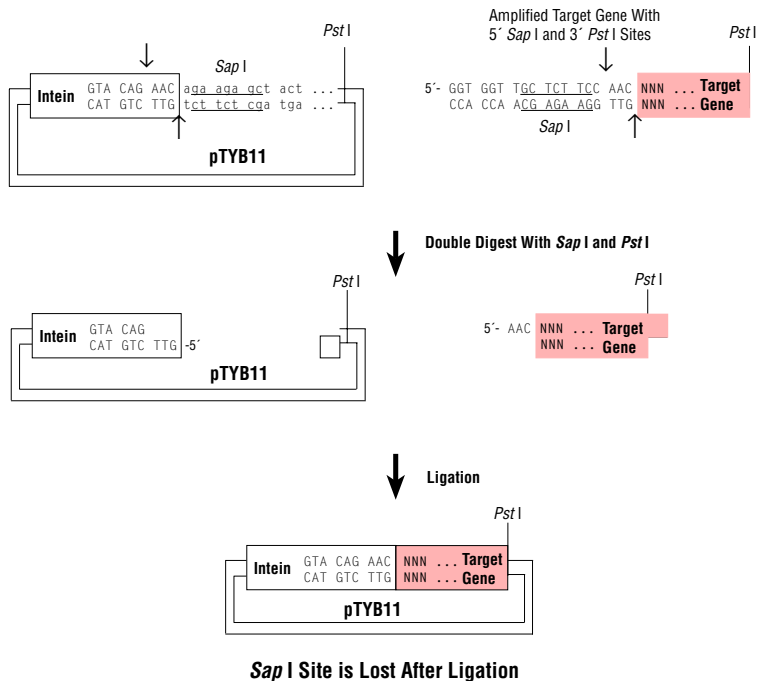 Amplified Target Gene With
5´ Sap I and 3´ Pst I Sites
Pst I
Pst I
Sap I
Intein
GTA CAG AAC aga aga gct act ...
CAT GTC TTG tct tct cga tga ...
pTYB11
5´- GGT GGT TGC TCT TCC AAC NNN ... Target
CCA CCA ACG AGA AGG TTG NNN ... Gene
Sap I
Double Digest With Sap I and Pst I
Pst I
Pst I
Intein
GTA CAG
CAT GTC TTG -5´
pTYB11
5´- AAC NNN ... Target
NNN ... Gene
Ligation
Pst I
Intein
GTA CAG AAC NNN ... Target
CAT GTC TTG NNN ... Gene
pTYB11
Sap I Site is Lost After Ligation